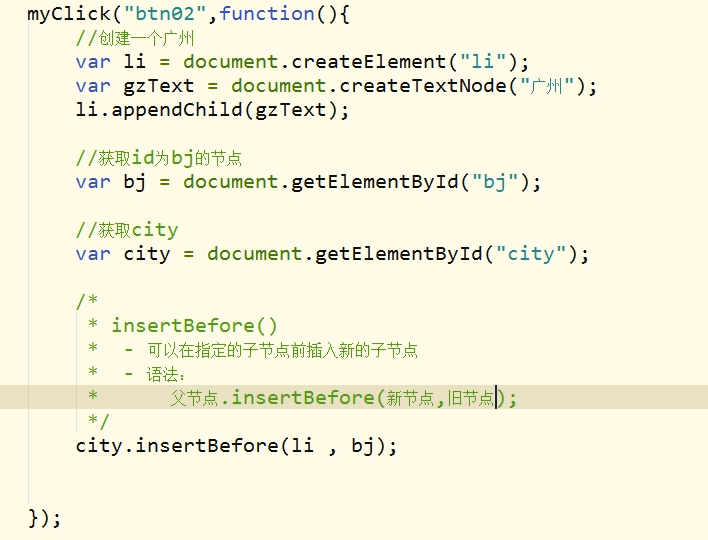 myClick("btn02",function(){
//创建一个广州
var li = document.createElement("li");
var gzText = document.createTextNode("广州");
li.appendChild(gzText);
//获取id为bj的节点
var bj = document.getElementById("bj");
//获取city
var city = document.getElementById("city");
/*
* insertBefore()
* - 可以在指定的子节点前插入新的子节点
* - 语法：
* 父节点.insertBefore(新节点,旧节点);
*/
city.insertBefore(li , bj);
});